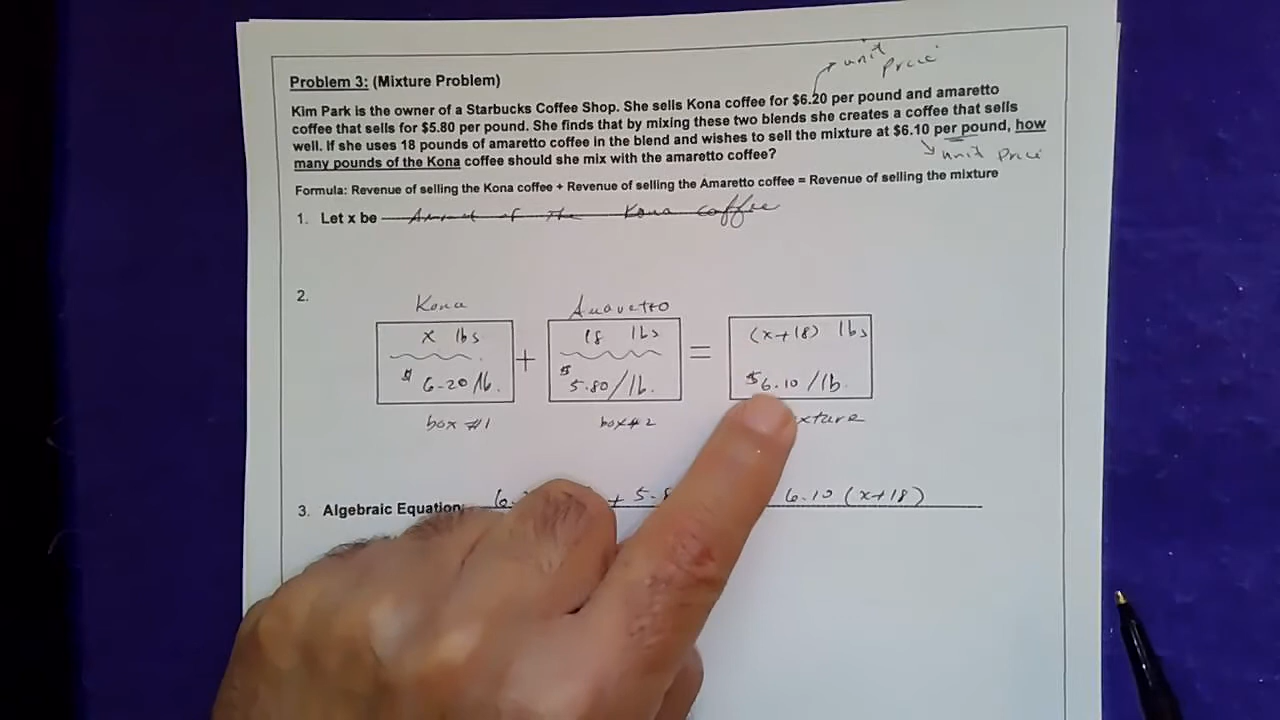 unit
price
Problem 3: (Mixture Problem)
Kim Park is the owner of a Starbucks Coffee Shop. She sells Kona coffee for $6.20 per pound and amaretto
coffee that sells for $5.80 per pound. She finds that by mixing these two blends she creates a coffee that sells
well. If she uses 18 pounds of amaretto coffee in the blend and wishes to sell the mixture at $6.10 per pound, how
many pounds of the Kona coffee should she mix with the amaretto coffee?
unit price
Formula: Revenue of selling the Kona coffee + Revenue of selling the Amaretto coffee = Revenue of selling the mixture
1. Let x be Amount of the Kona coffee
2.
Kona Amaretto
x lbs 18 lbs (x+18) lbs
+ =
$6.20/lb. $5.80/lb. $6.10/lb.
box #1 box#2
3. Algebraic Equation: + 6.10 (x+18)